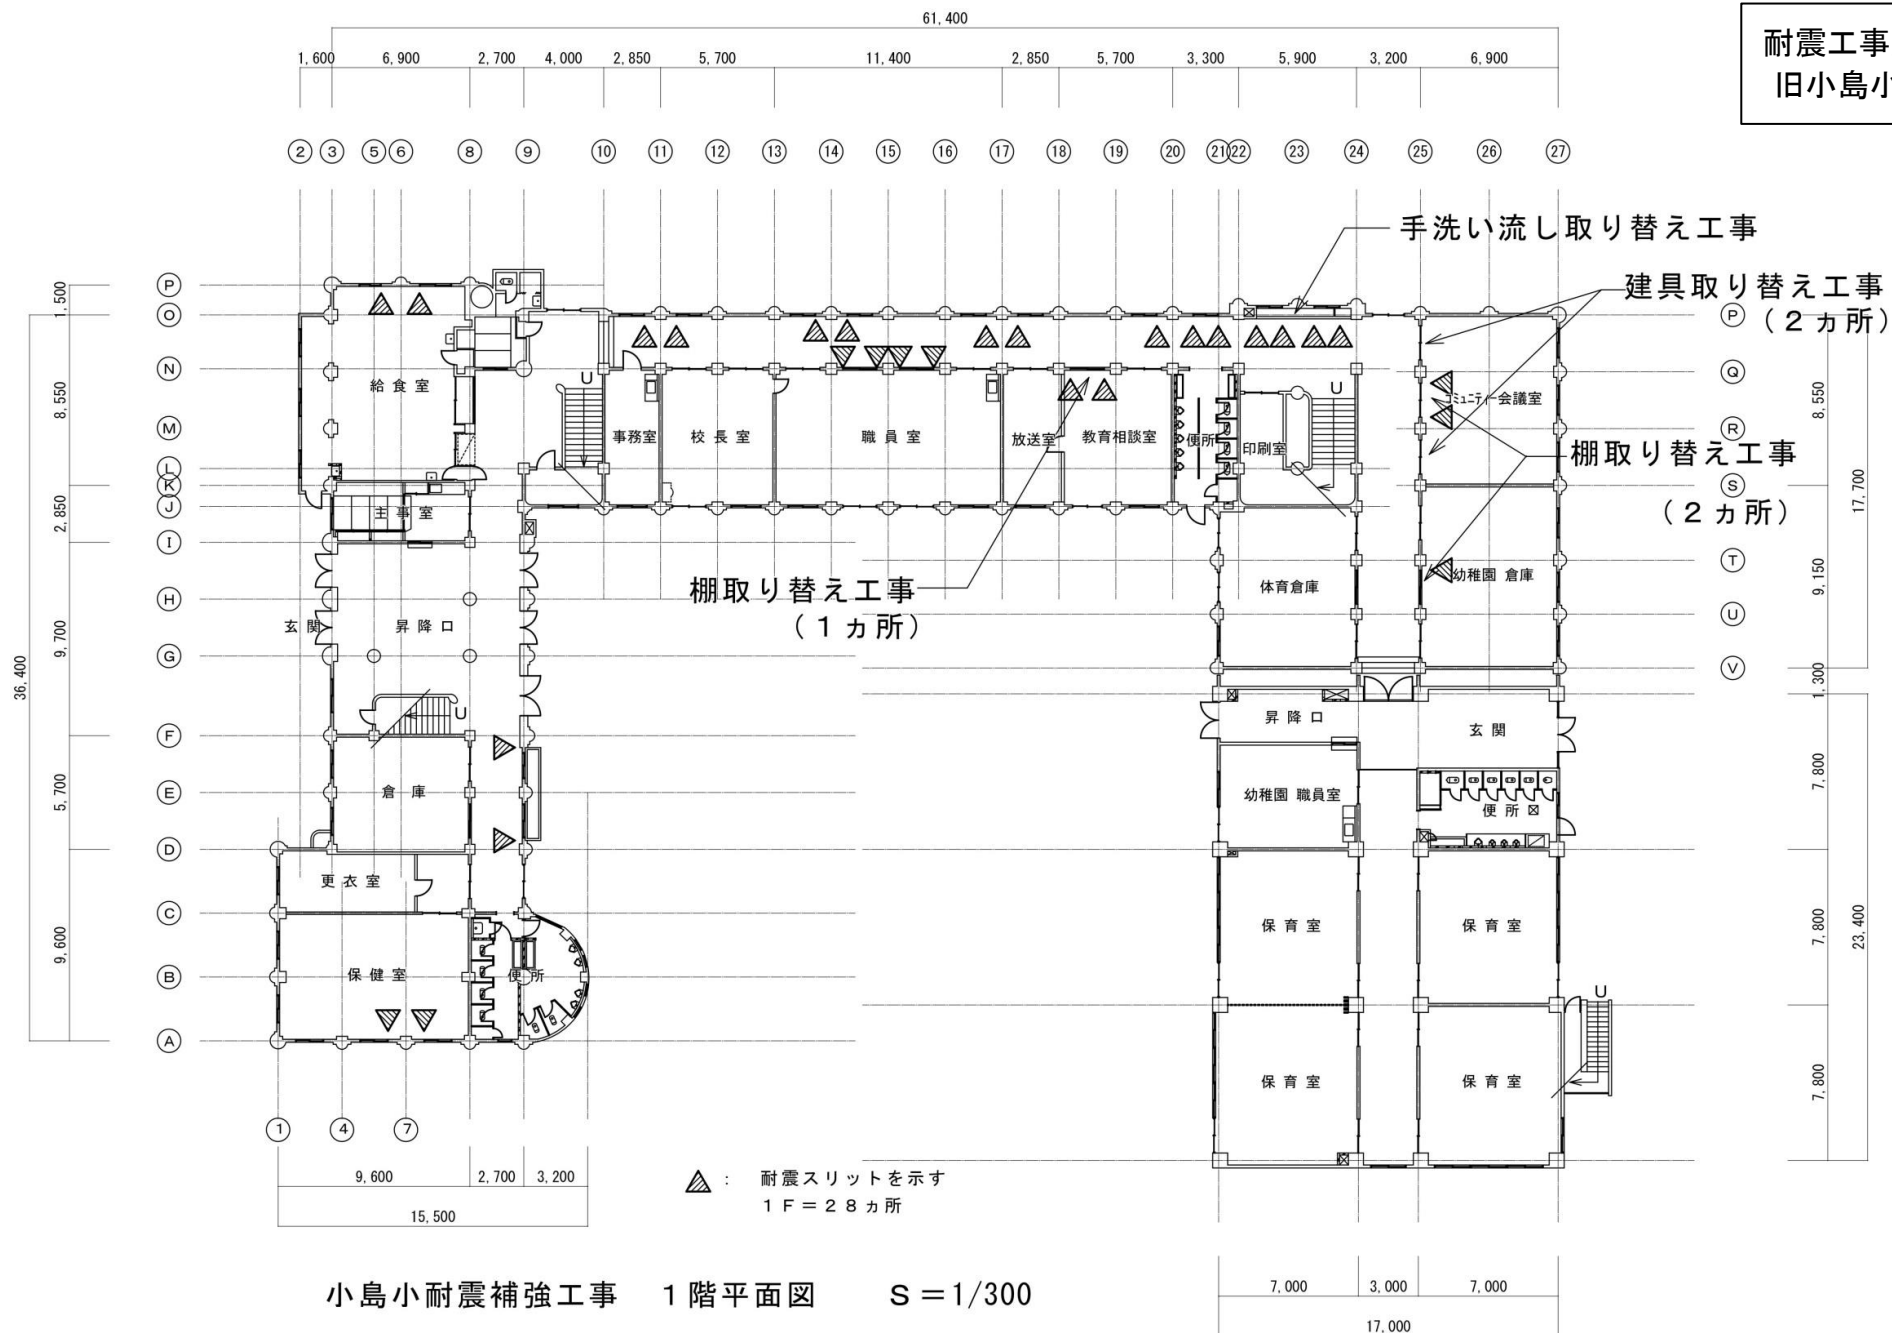 61,400
1,600 6,900 2,700 4,000 2,850 5,700 11,400 2,850 5,700 3,300 5,900 3,200 6,900
耐震工事
旧小島小
② ③ ⑤ ⑥ ⑧ ⑨ ⑩ ⑪ ⑫ ⑬ ⑭ ⑮ ⑯ ⑰ ⑱ ⑲ ⑳ ㉑ ㉒ ㉓ ㉔ ㉕ ㉖ ㉗
手洗い流し取り替え工事
建具取り替え工事
(2ヵ所)
棚取り替え工事
(2ヵ所)
棚取り替え工事
(1ヵ所)
Ⓟ
Ⓞ
Ⓝ
Ⓜ
Ⓛ
Ⓚ
Ⓙ
Ⓘ
Ⓗ
Ⓖ
Ⓕ
Ⓔ
Ⓓ
Ⓒ
Ⓑ
Ⓐ
1,500
8,550
2,850
9,700
5,700
9,600
36,400
給食室
主事室
玄関
昇降口
U
倉庫
更衣室
保健室
便所
U
事務室
校長室
職員室
放送室
教育相談室
便所
印刷室
U
コミュニティー会議室
体育倉庫
幼稚園 倉庫
昇降口
玄関
幼稚園 職員室
便所
保育室
保育室
保育室
保育室
U
Ⓟ
Ⓠ
Ⓡ
Ⓢ
Ⓣ
Ⓤ
Ⓥ
8,550
9,150
17,700
1,300
7,800
7,800
7,800
23,400
① ④ ⑦
9,600 2,700 3,200
15,500
: 耐震スリットを示す
1F=28ヵ所
7,000 3,000 7,000
17,000
小島小耐震補強工事 1階平面図 S=1/300